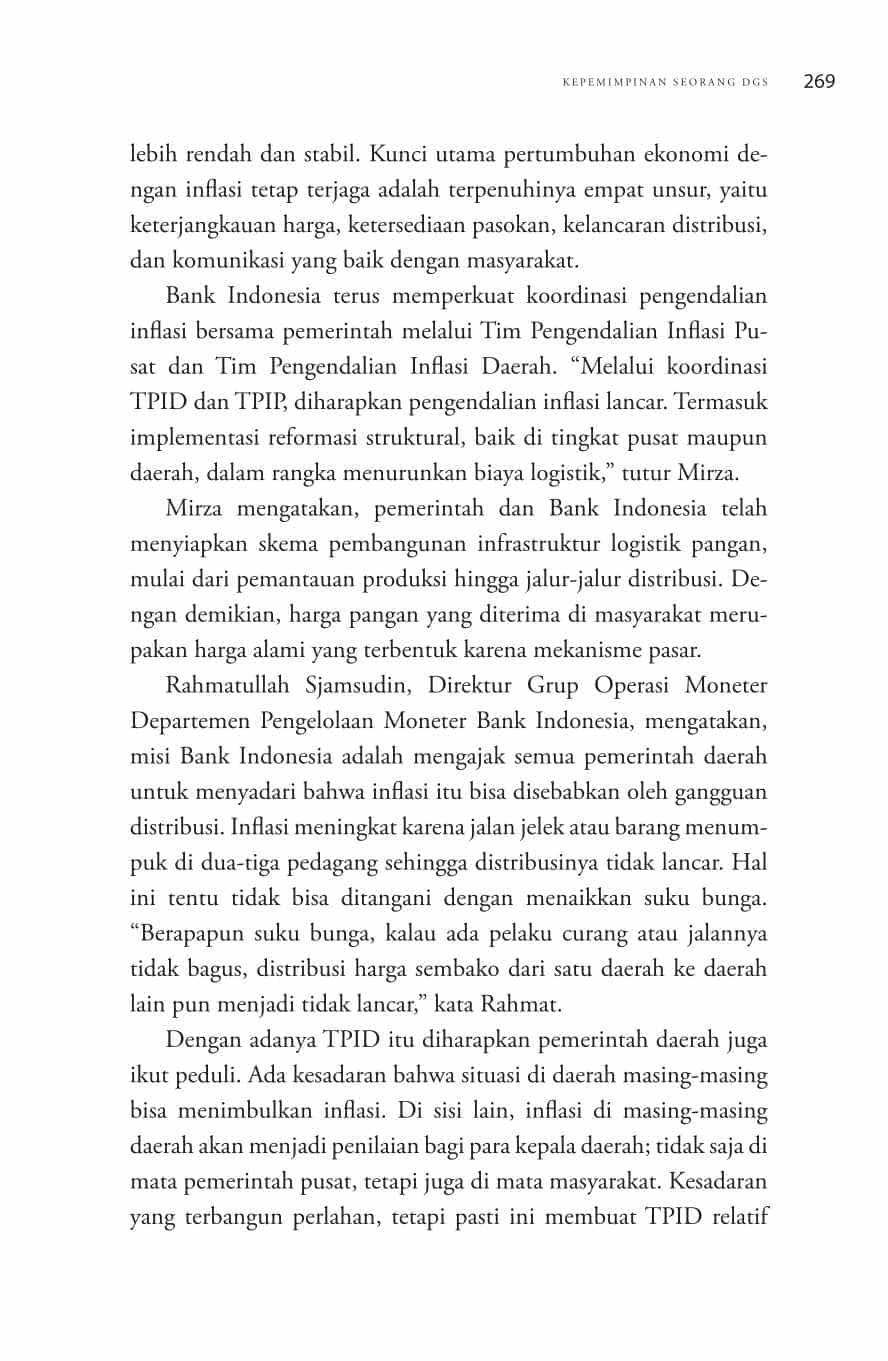 KEPEMIMPINAN SEORANG DGS 269
lebih rendah dan stabil. Kunci utama pertumbuhan ekonomi de-
ngan inflasi tetap terjaga adalah terpenuhinya empat unsur, yaitu
keterjangkauan harga, ketersediaan pasokan, kelancaran distribusi,
dan komunikasi yang baik dengan masyarakat.
Bank Indonesia terus memperkuat koordinasi pengendalian
inflasi bersama pemerintah melalui Tim Pengendalian Inflasi Pu-
sat dan Tim Pengendalian Inflasi Daerah. “Melalui koordinasi
TPID dan TPIP, diharapkan pengendalian inflasi lancar. Termasuk
implementasi reformasi struktural, baik di tingkat pusat maupun
daerah, dalam rangka menurunkan biaya logistik,” tutur Mirza.
Mirza mengatakan, pemerintah dan Bank Indonesia telah
menyiapkan skema pembangunan infrastruktur logistik pangan,
mulai dari pemantauan produksi hingga jalur-jalur distribusi. De-
ngan demikian, harga pangan yang diterima di masyarakat meru-
pakan harga alami yang terbentuk karena mekanisme pasar.
Rahmatullah Sjamsudin, Direktur Grup Operasi Moneter
Departemen Pengelolaan Moneter Bank Indonesia, mengatakan,
misi Bank Indonesia adalah mengajak semua pemerintah daerah
untuk menyadari bahwa inflasi itu bisa disebabkan oleh gangguan
distribusi. Inflasi meningkat karena jalan jelek atau barang menum-
puk di dua-tiga pedagang sehingga distribusinya tidak lancar. Hal
ini tentu tidak bisa ditangani dengan menaikkan suku bunga.
“Berapapun suku bunga, kalau ada pelaku curang atau jalannya
tidak bagus, distribusi harga sembako dari satu daerah ke daerah
lain pun menjadi tidak lancar,” kata Rahmat.
Dengan adanya TPID itu diharapkan pemerintah daerah juga
ikut peduli. Ada kesadaran bahwa situasi di daerah masing-masing
bisa menimbulkan inflasi. Di sisi lain, inflasi di masing-masing
daerah akan menjadi penilaian bagi para kepala daerah; tidak saja di
mata pemerintah pusat, tetapi juga di mata masyarakat. Kesadaran
yang terbangun perlahan, tetapi pasti ini membuat TPID relatif